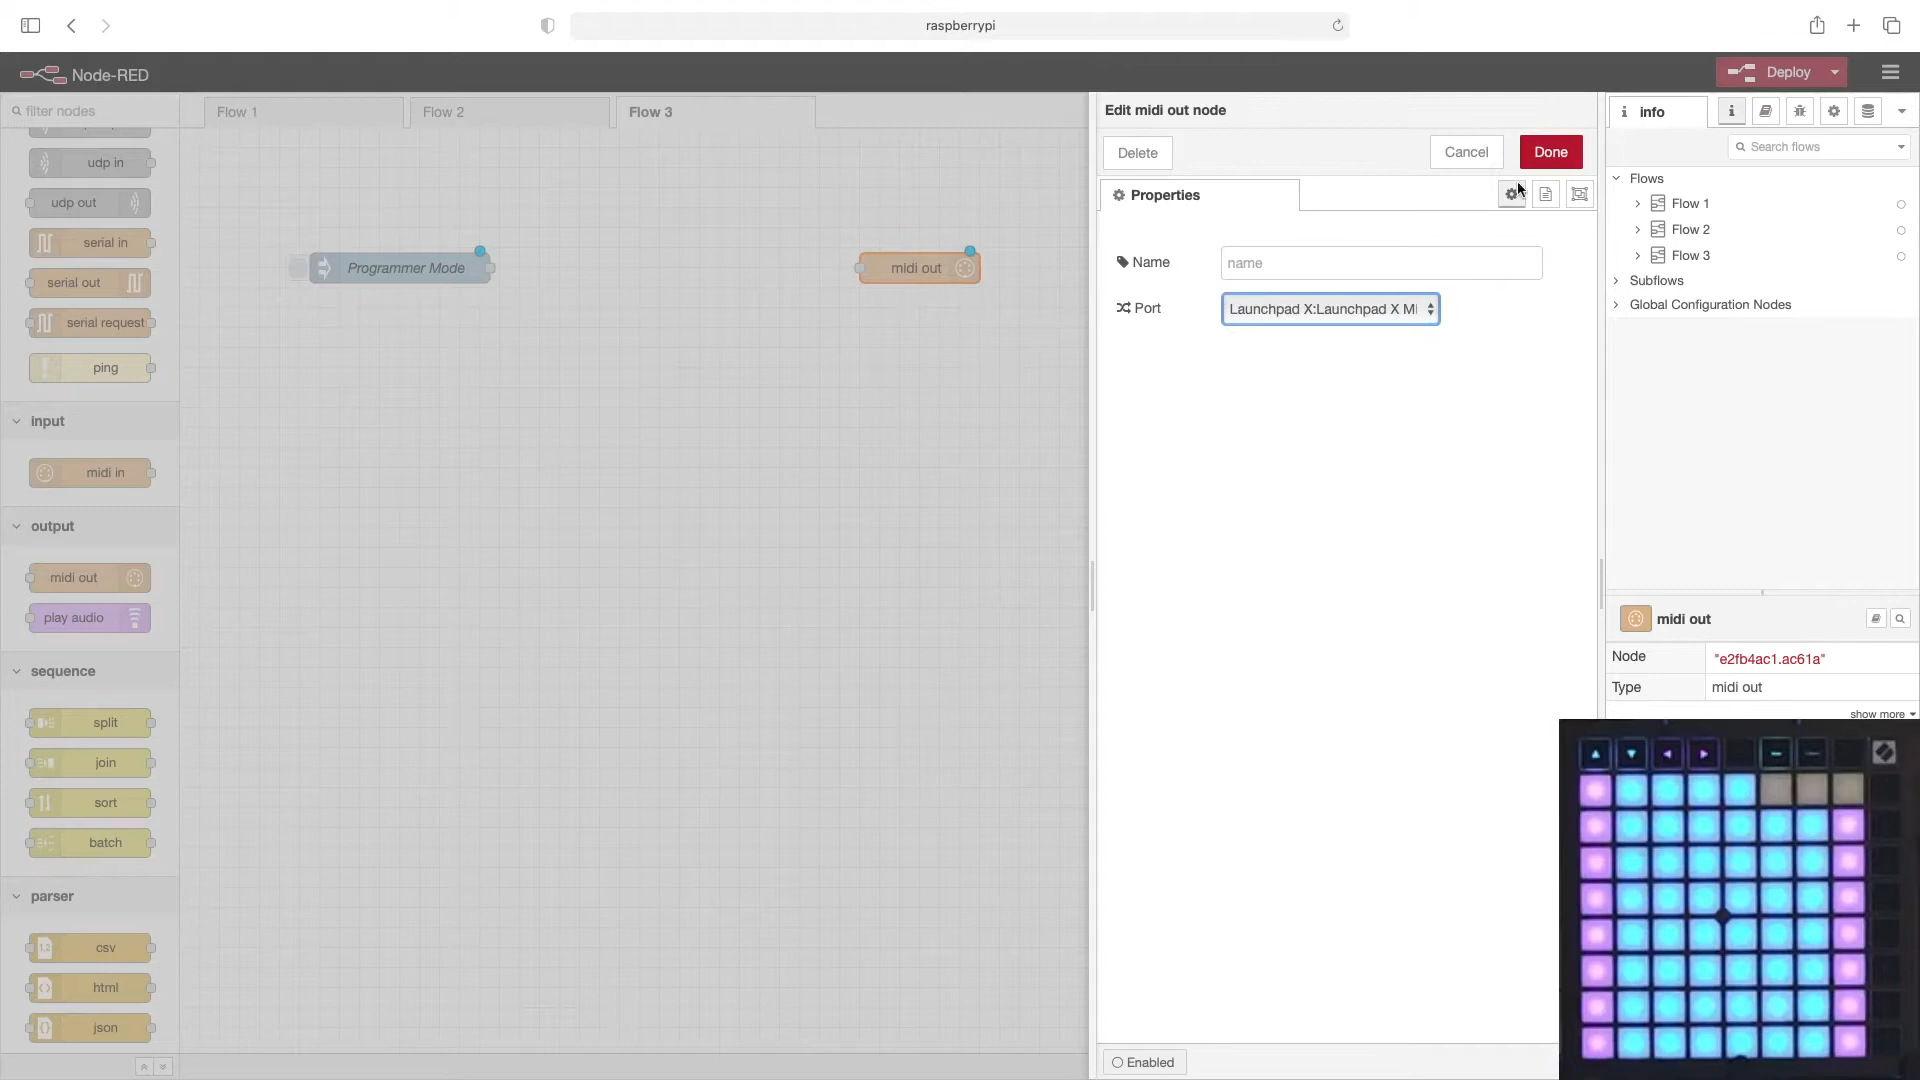 raspberrypi
Node-RED
Deploy
filter nodes
Flow 1
Flow 2
Flow 3
Edit midi out node
info
Delete
Cancel
Done
Search flows
udp in
Properties
Flows
udp out
Flow 1
Flow 2
serial in
Programmer Mode
midi out
Name
name
Flow 3
serial out
Subflows
Port
Launchpad X:Launchpad X M
Global Configuration Nodes
serial request
ping
input
midi in
output
midi out
play audio
midi out
sequence
Node
"e2fb4ac1.ac61a"
Type
midi out
show more
split
join
sort
batch
parser
csv
html
json
Enabled